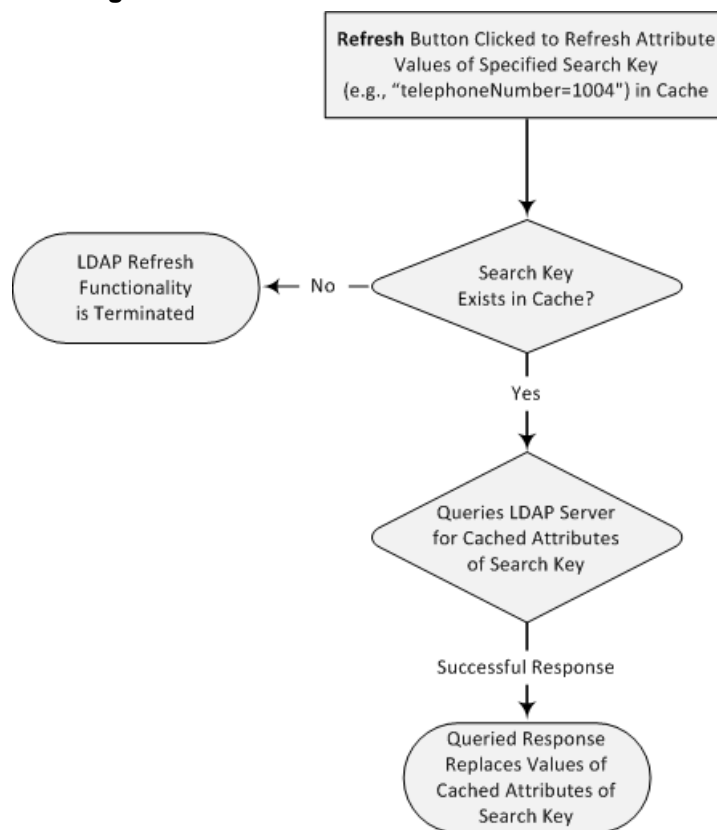 Refresh Button Clicked to Refresh Attribute
Values of Specified Search Key
(e.g., “telephoneNumber=1004") in Cache
LDAP Refresh
Functionality
is Terminated
No
Search Key
Exists in Cache?
Yes
Queries LDAP Server
for Cached Attributes
of Search Key
Successful Response
Queried Response
Replaces Values of
Cached Attributes of
Search Key